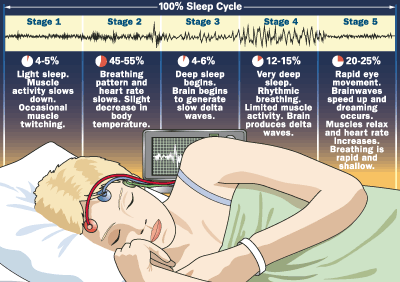 100% Sleep Cycle
Stage 1
Stage 2
Stage 3
Stage 4
Stage 5
4-5%
Light sleep.
Muscle
activity slows
down.
Occasional
muscle
twitching.
45-55%
Breathing
pattern and
heart rate
slows. Slight
decrease in
body
temperature.
4-6%
Deep sleep
begins.
Brain begins
to generate
slow delta
waves.
12-15%
Very deep
sleep.
Rhythmic
breathing.
Limited muscle
activity. Brain
produces delta
waves.
20-25%
Rapid eye
movement.
Brainwaves
speed up and
dreaming
occurs.
Muscles relax
and heart rate
increases.
Breathing is
rapid and
shallow.